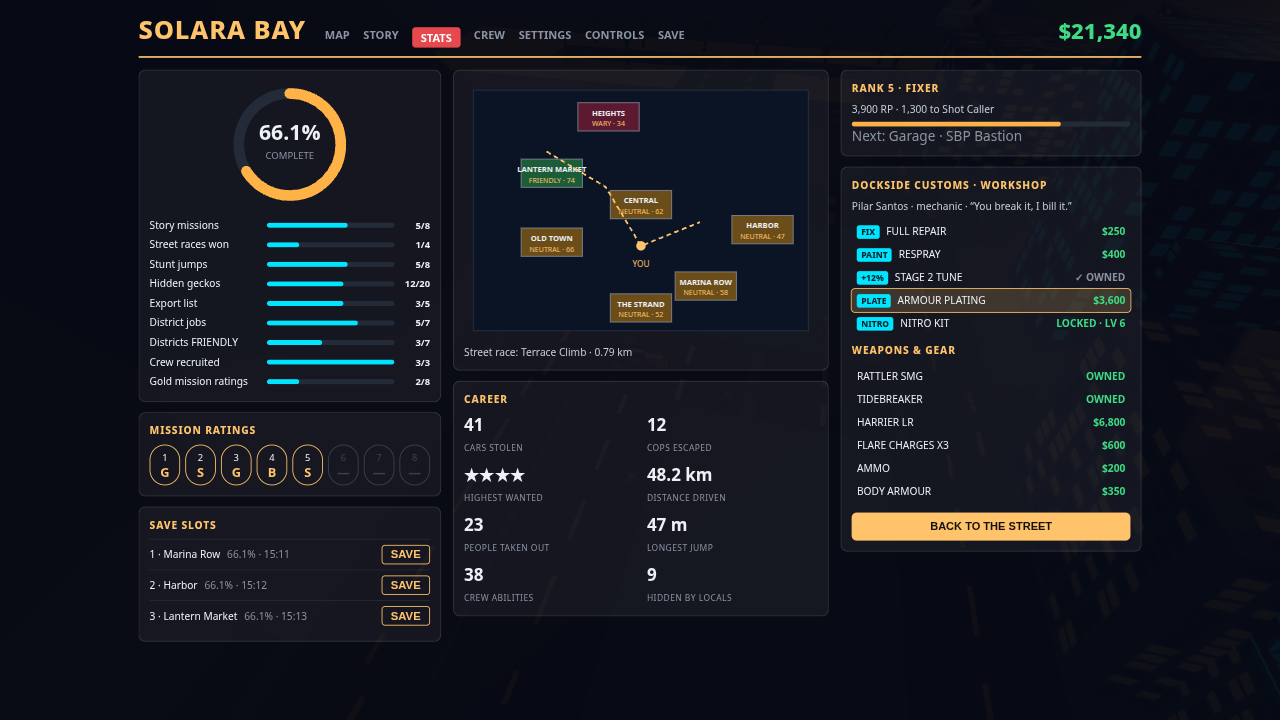 SOLARA BAY
MAP STORY STATS CREW SETTINGS CONTROLS SAVE
$21,340
66.1%
COMPLETE
Story missions 5/8
Street races won 1/4
Stunt jumps 5/8
Hidden geckos 12/20
Export list 3/5
District jobs 5/7
Districts FRIENDLY 3/7
Crew recruited 3/3
Gold mission ratings 2/8
MISSION RATINGS
1 2 3 4 5 6 7 8
G S G B S — — —
SAVE SLOTS
1 · Marina Row 66.1% · 15:11 SAVE
2 · Harbor 66.1% · 15:12 SAVE
3 · Lantern Market 66.1% · 15:13 SAVE
HEIGHTS
WARY · 34
LANTERN MARKET
FRIENDLY · 74
CENTRAL
NEUTRAL · 62
HARBOR
NEUTRAL · 47
OLD TOWN
NEUTRAL · 66
YOU
MARINA ROW
NEUTRAL · 58
THE STRAND
NEUTRAL · 52
Street race: Terrace Climb · 0.79 km
CAREER
41 12
CARS STOLEN COPS ESCAPED
★★★★ 48.2 km
HIGHEST WANTED DISTANCE DRIVEN
23 47 m
PEOPLE TAKEN OUT LONGEST JUMP
38 9
CREW ABILITIES HIDDEN BY LOCALS
RANK 5 · FIXER
3,900 RP · 1,300 to Shot Caller
Next: Garage · SBP Bastion
DOCKSIDE CUSTOMS · WORKSHOP
Pilar Santos · mechanic · “You break it, I bill it.”
FIX FULL REPAIR $250
PAINT RESPRAY $400
+12% STAGE 2 TUNE ✓ OWNED
PLATE ARMOUR PLATING $3,600
NITRO NITRO KIT LOCKED · LV 6
WEAPONS & GEAR
RATTLER SMG OWNED
TIDEBREAKER OWNED
HARRIER LR $6,800
FLARE CHARGES X3 $600
AMMO $200
BODY ARMOUR $350
BACK TO THE STREET